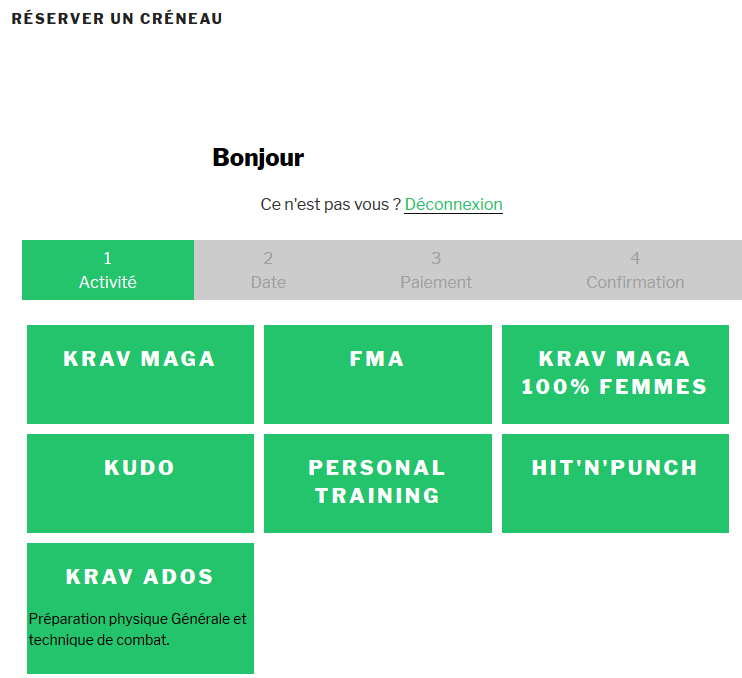 RÉSERVER UN CRÉNEAU
Bonjour
Ce n'est pas vous ? Déconnexion
1 2 3 4
Activité Date Paiement Confirmation
KRAV MAGA
FMA
KRAV MAGA
100% FEMMES
KUDO
PERSONAL
TRAINING
HIT'N'PUNCH
KRAV ADOS
Préparation physique Générale et
technique de combat.